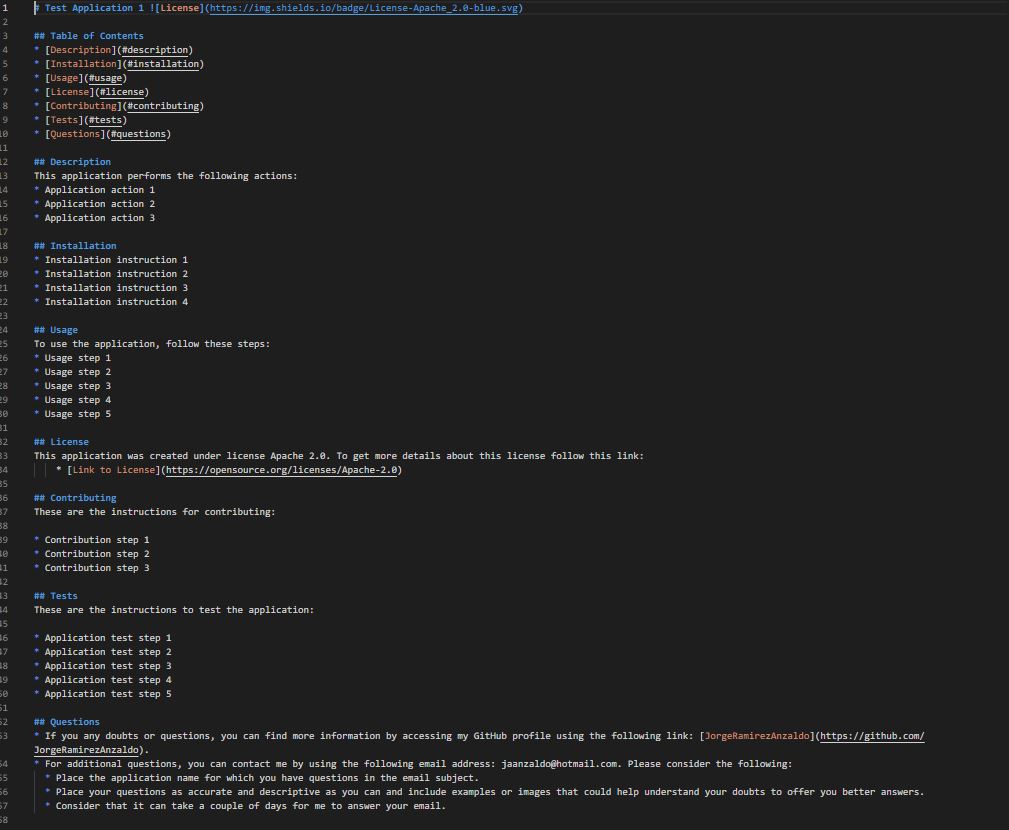 1 # Test Application 1 ![License](https://img.shields.io/badge/License-Apache_2.0-blue.svg)
2
3 ## Table of Contents
4 * [Description](#description)
5 * [Installation](#installation)
6 * [Usage](#usage)
7 * [License](#license)
8 * [Contributing](#contributing)
9 * [Tests](#tests)
10 * [Questions](#questions)
11
12 ## Description
13 This application performs the following actions:
14 * Application action 1
15 * Application action 2
16 * Application action 3
17
18 ## Installation
19 * Installation instruction 1
20 * Installation instruction 2
21 * Installation instruction 3
22 * Installation instruction 4
23
24 ## Usage
25 To use the application, follow these steps:
26 * Usage step 1
27 * Usage step 2
28 * Usage step 3
29 * Usage step 4
30 * Usage step 5
31
32 ## License
33 This application was created under license Apache 2.0. To get more details about this license follow this link:
34 * [Link to License](https://opensource.org/licenses/Apache-2.0)
35
36 ## Contributing
37 These are the instructions for contributing:
38
39 * Contribution step 1
40 * Contribution step 2
41 * Contribution step 3
42
43 ## Tests
44 These are the instructions to test the application:
45
46 * Application test step 1
47 * Application test step 2
48 * Application test step 3
49 * Application test step 4
50 * Application test step 5
51
52 ## Questions
53 * If you any doubts or questions, you can find more information by accessing my GitHub profile using the following link: [JorgeRamirezAnzaldo](https://github.com/
JorgeRamirezAnzaldo).
54 * For additional questions, you can contact me by using the following email address: jaanzaldo@hotmail.com. Please consider the following:
55 * Place the application name for which you have questions in the email subject.
56 * Place your questions as accurate and descriptive as you can and include examples or images that could help understand your doubts to offer you better answers.
57 * Consider that it can take a couple of days for me to answer your email.
58